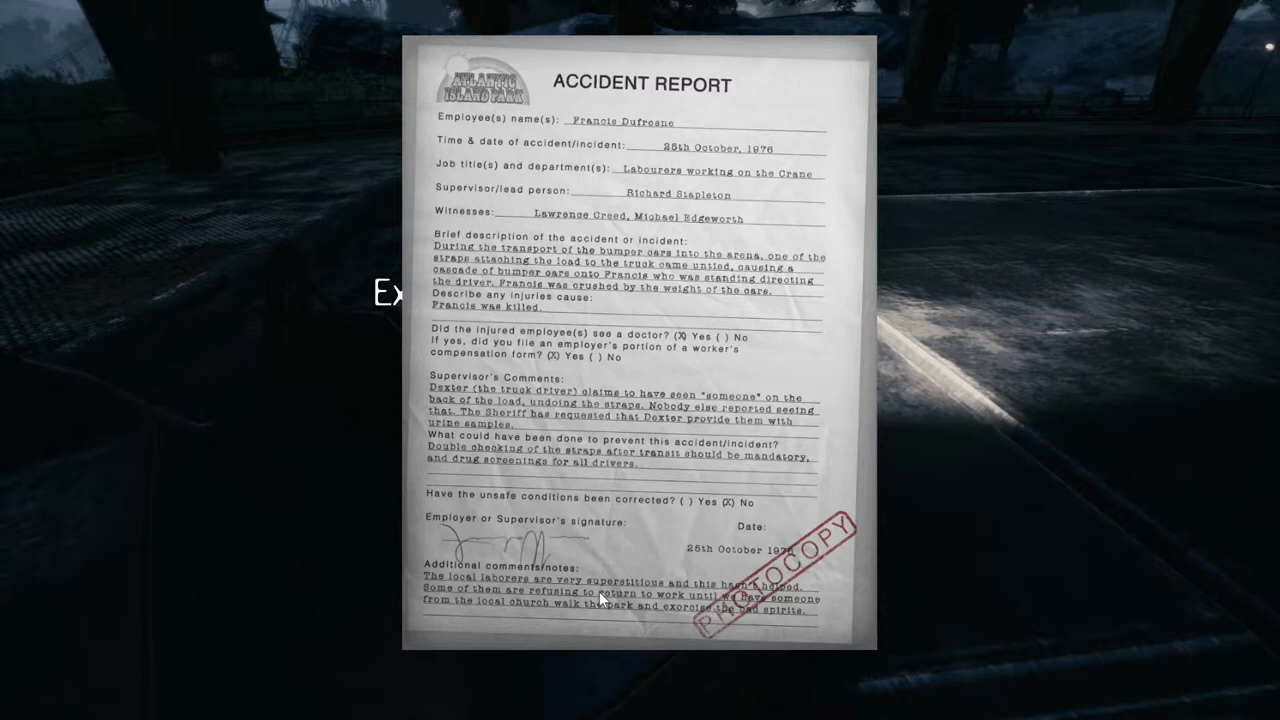 ATLANTIC
ISLAND PARK
ACCIDENT REPORT
Employee(s) name(s): Francis Dufresne
Time & date of accident/incident: 25th October, 1976
Job title(s) and department(s): Labourers working on the Crane
Supervisor/lead person: Richard Stapleton
Witnesses: Lawrence Creed, Michael Edgeworth
Brief description of the accident or incident:
During the transport of the bumper cars into the arena, one of the
straps attaching the load to the truck came untied, causing a
cascade of bumper cars onto Francis who was standing directing
the driver. Francis was crushed by the weight of the cars.
Describe any injuries cause:
Francis was killed.
Did the injured employee(s) see a doctor? (X) Yes ( ) No
If yes, did you file an employer's portion of a worker's
compensation form? (X) Yes ( ) No
Supervisor's Comments:
Dexter (the truck driver) claims to have seen "someone" on the
back of the load, undoing the straps. Nobody else reported seeing
that. The Sheriff has requested that Dexter provide them with
urine samples.
What could have been done to prevent this accident/incident?
Double checking of the straps after transit should be mandatory,
and drug screenings for all drivers.
Have the unsafe conditions been corrected? ( ) Yes (X) No
Employer or Supervisor's signature:
Date:
25th October 1976
Additional comments/notes:
The local laborers are very superstitious and this hasn't helped.
Some of them are refusing to return to work until we have someone
from the local church walk the park and exorcise the bad spirits.
PHOTOCOPY
Ex